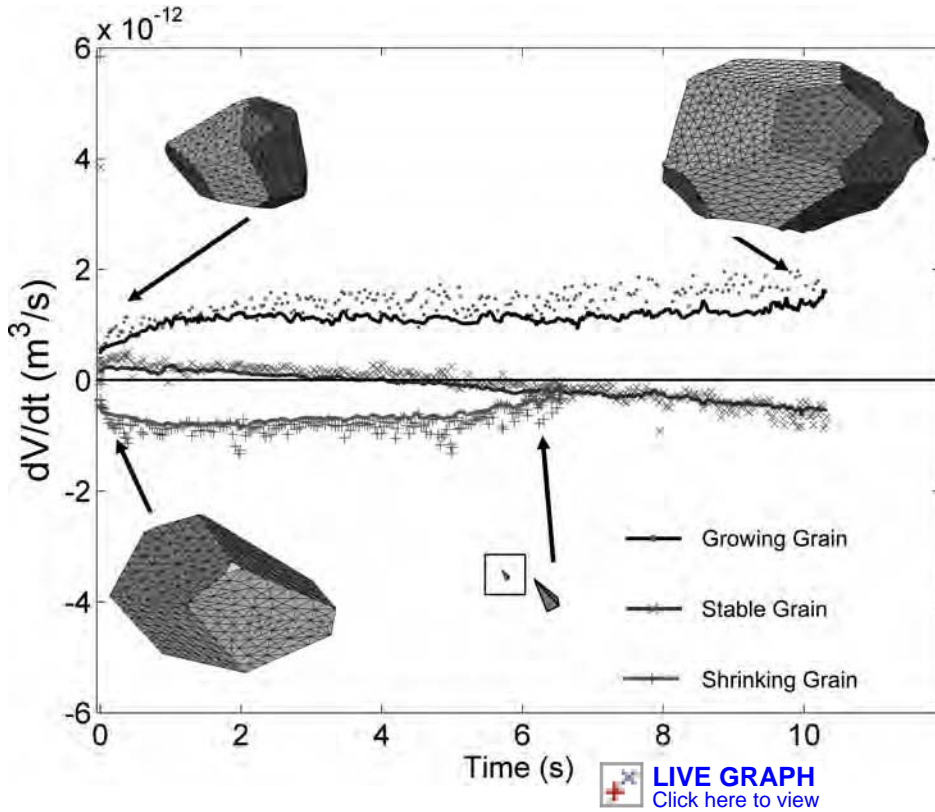 x 10-12
6
4
2
0
-2
-4
-6
dV/dt (m3/s)
0 2 4 6 8 10
Time (s)
Growing Grain
Stable Grain
Shrinking Grain
LIVE GRAPH
Click here to view